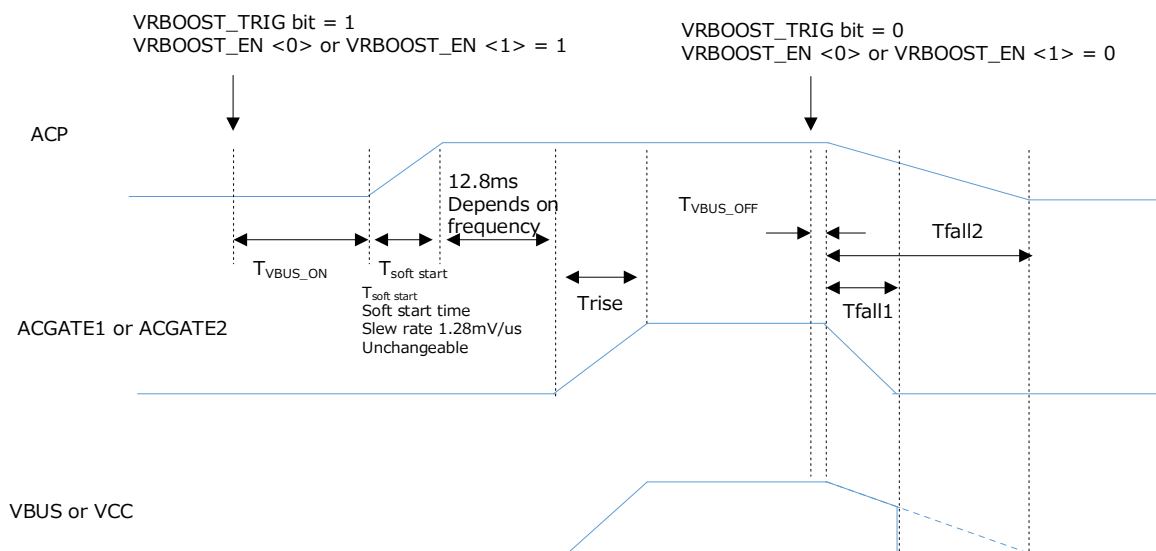 VRBOOST_TRIG bit = 1
VRBOOST_EN <0> or VRBOOST_EN <1> = 1
VRBOOST_TRIG bit = 0
VRBOOST_EN <0> or VRBOOST_EN <1> = 0
ACP
12.8ms
Depends on
frequency
TVBUS_OFF
Tfall2
TVBUS_ON
Tsoft start
Tsoft start
Soft start time
Slew rate 1.28mV/us
Unchangeable
Trise
Tfall1
ACGATE1 or ACGATE2
VBUS or VCC